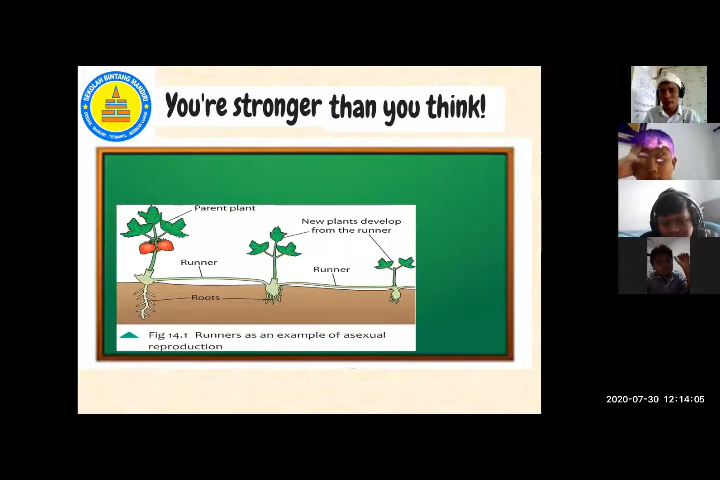 SEKOLAH BINTANG MANDIRI
You're stronger than you think!
Parent plant
New plants develop
from the runner
Runner
Runner
Roots
Fig 14.1 Runners as an example of asexual
reproduction
2020-07-30 12:14:05